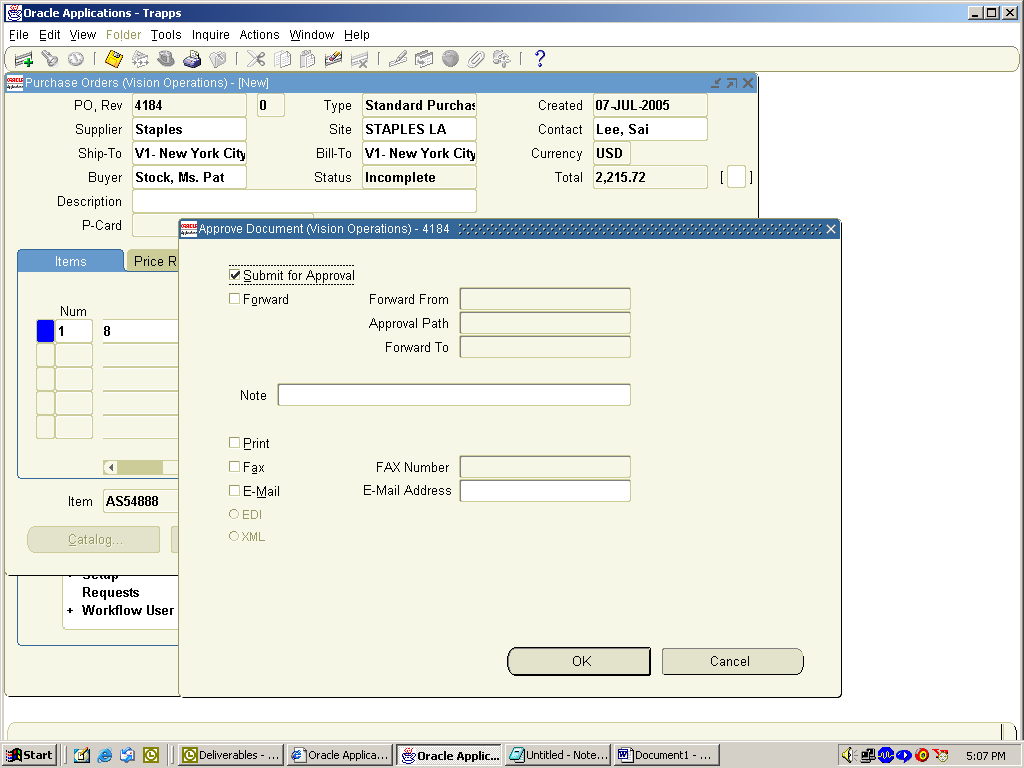 Oracle Applications - Trapps
File Edit View Folder Tools Inquire Actions Window Help
Purchase Orders (Vision Operations) - [New]
PO, Rev 4184 0 Type Standard Purchas Created 07-JUL-2005
Supplier Staples Site STAPLES LA Contact Lee, Sai
Ship-To V1- New York City Bill-To V1- New York City Currency USD
Buyer Stock, Ms. Pat Status Incomplete Total 2,215.72 [ ]
Description
P-Card
Approve Document (Vision Operations) - 4184
Items Price R
Submit for Approval
Forward Forward From
Approval Path
Forward To
Num
1 8
Note
Print
Fax FAX Number
E-Mail E-Mail Address
EDI
XML
Item AS54888
Catalog...
Setup
Requests
+ Workflow User
OK Cancel
Start Deliverables - ... Oracle Applica... Oracle Applic... Untitled - Note... Document1 - ... 5:07 PM